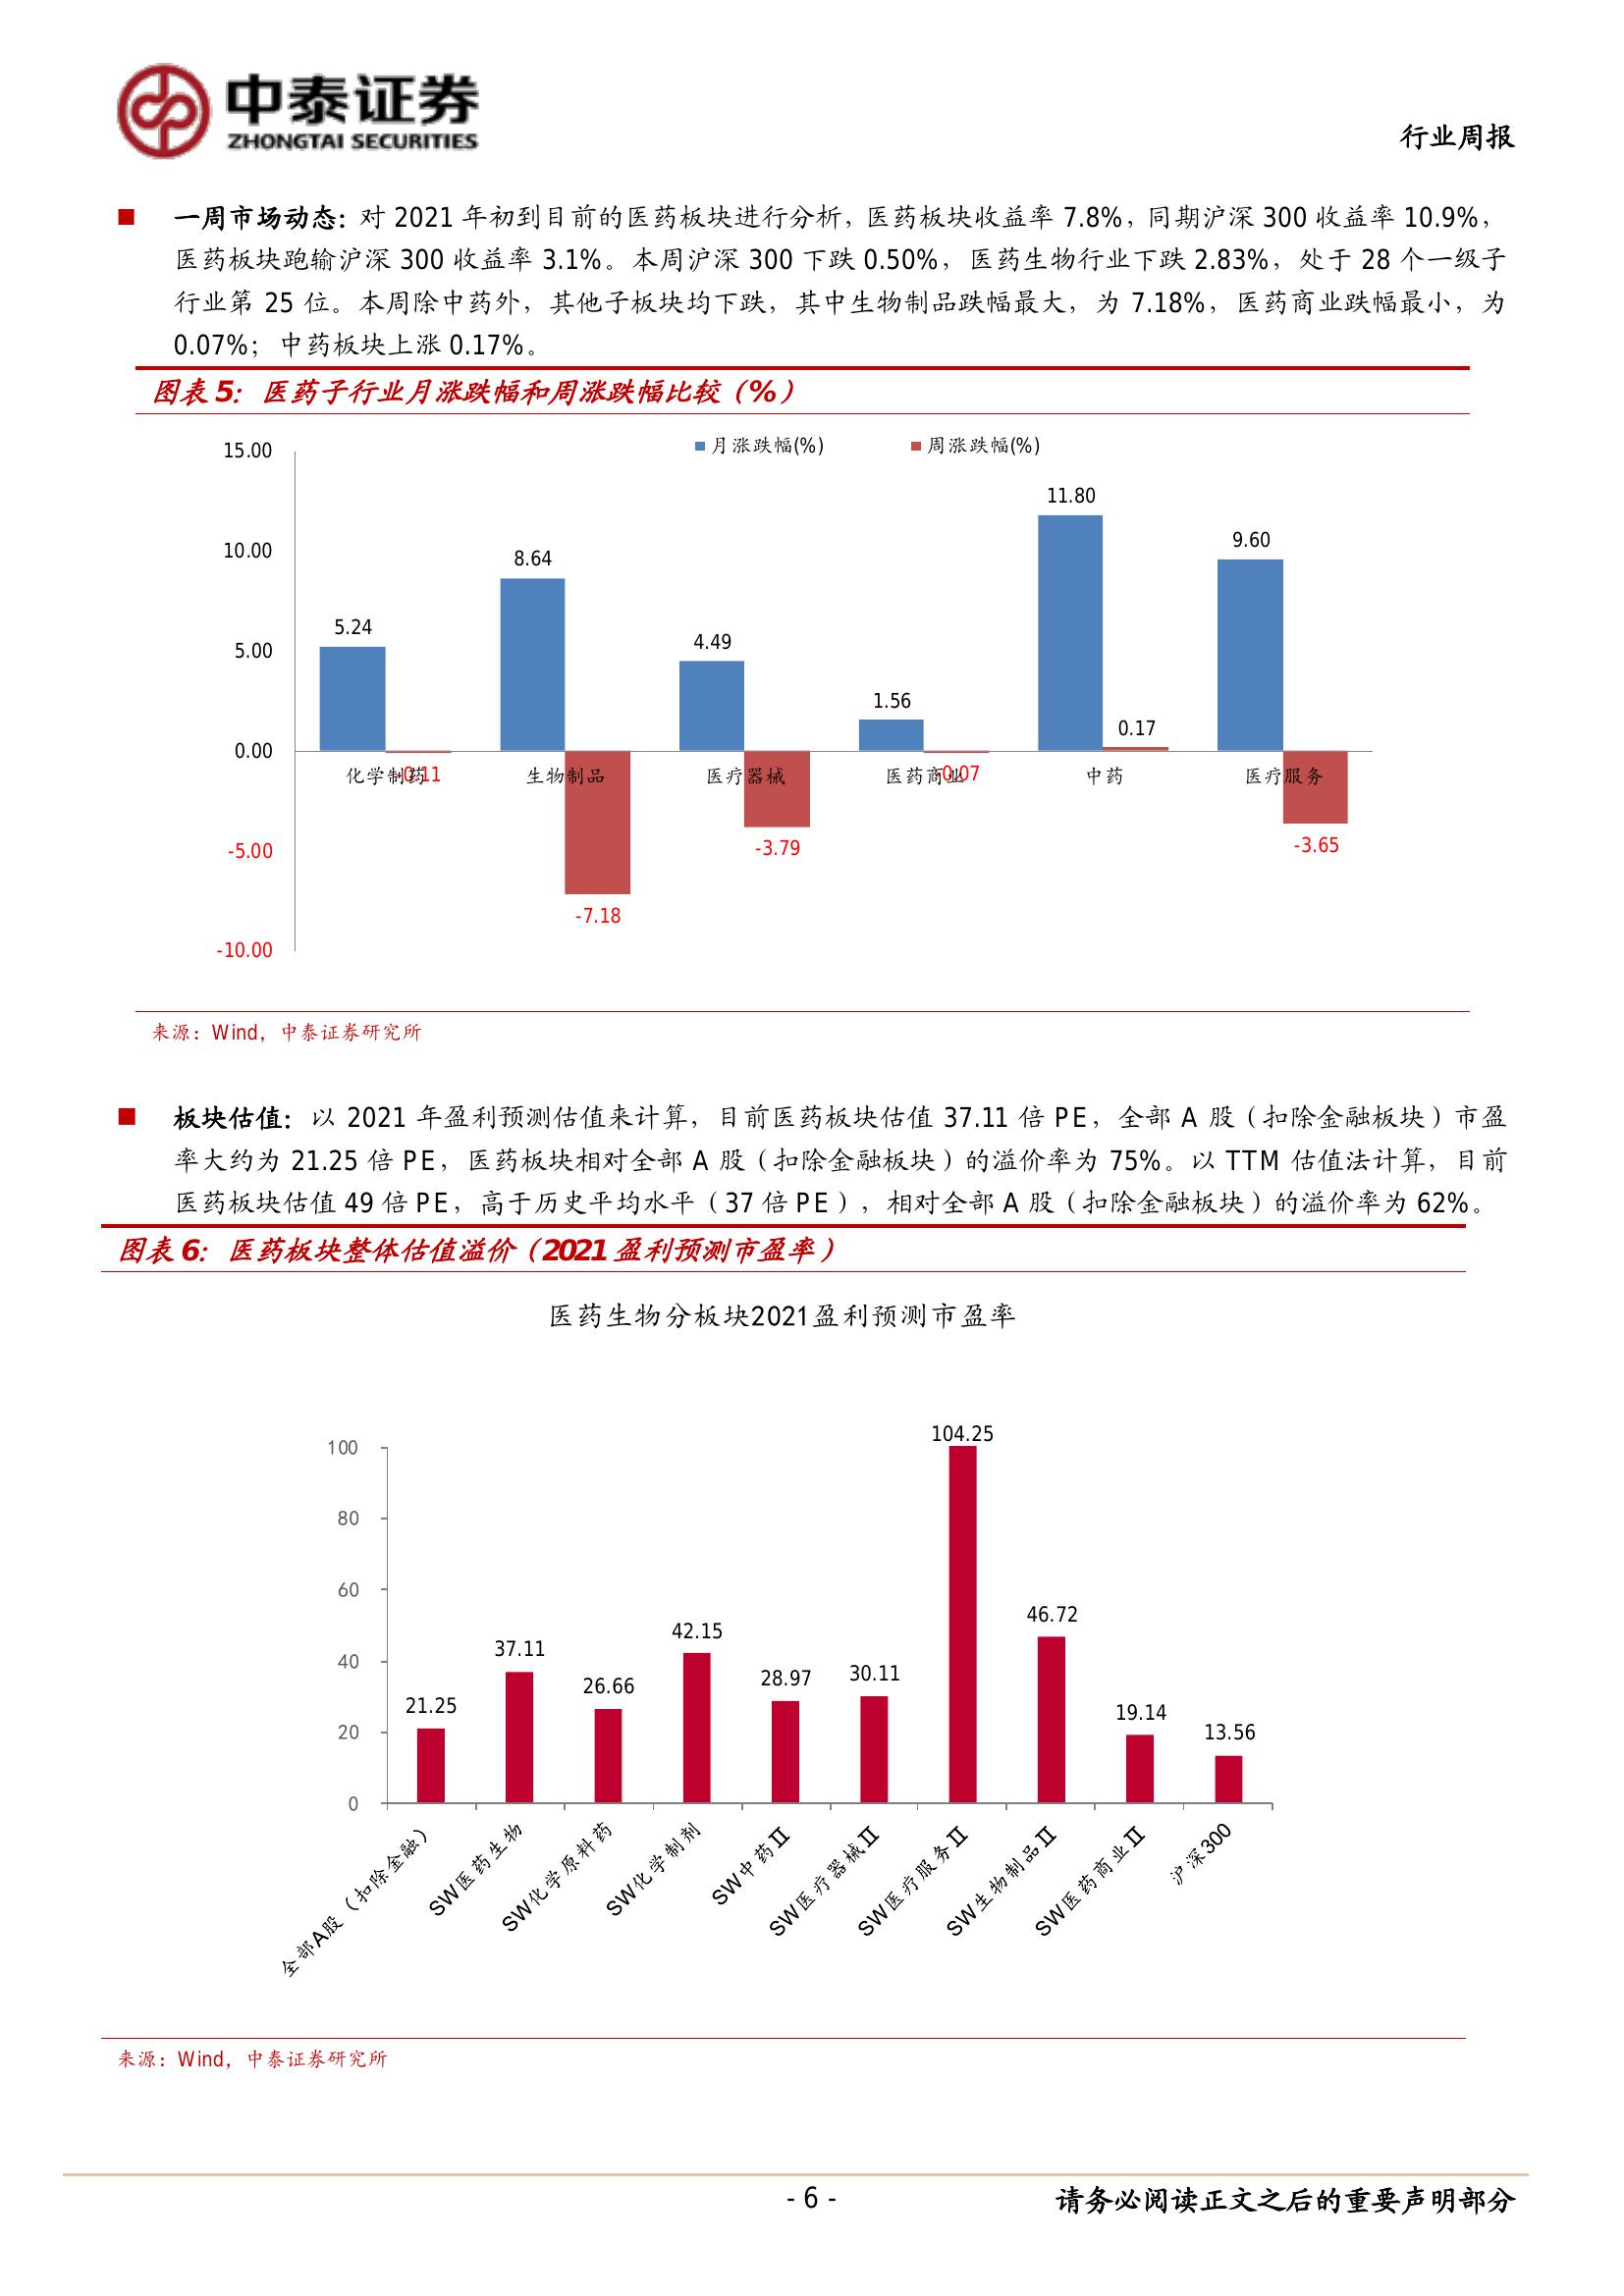 中泰证券
ZHONGTAI SECURITIES
行业周报
■ 一周市场动态：对 2021 年初到目前的医药板块进行分析，医药板块收益率 7.8%，同期沪深 300 收益率 10.9%，
医药板块跑输沪深 300 收益率 3.1%。本周沪深 300 下跌 0.50%，医药生物行业下跌 2.83%，处于 28 个一级子
行业第 25 位。本周除中药外，其他子板块均下跌，其中生物制品跌幅最大，为 7.18%，医药商业跌幅最小，为
0.07%；中药板块上涨 0.17%。
图表 5：医药子行业月涨跌幅和周涨跌幅比较（%）
月涨跌幅(%) 周涨跌幅(%)
15.00
10.00
5.00
0.00
-5.00
-10.00
5.24
8.64
4.49
1.56
11.80
0.17
9.60
化学制药 -0.11
生物制品
医疗器械
医药商业 -0.07
中药
医疗服务
-7.18
-3.79
-3.65
来源：Wind，中泰证券研究所
■ 板块估值：以 2021 年盈利预测估值来计算，目前医药板块估值 37.11 倍 PE，全部 A 股（扣除金融板块）市盈
率大约为 21.25 倍 PE，医药板块相对全部 A 股（扣除金融板块）的溢价率为 75%。以 TTM 估值法计算，目前
医药板块估值 49 倍 PE，高于历史平均水平（37 倍 PE），相对全部 A 股（扣除金融板块）的溢价率为 62%。
图表 6：医药板块整体估值溢价（2021 盈利预测市盈率）
医药生物分板块2021盈利预测市盈率
100
80
60
40
20
0
21.25
37.11
26.66
42.15
28.97
30.11
104.25
46.72
19.14
13.56
全部A股（扣除金融）
SW医药生物
SW化学原料药
SW化学制剂
SW中药Ⅱ
SW医疗器械Ⅱ
SW医疗服务Ⅱ
SW生物制品Ⅱ
SW医药商业Ⅱ
沪深300
来源：Wind，中泰证券研究所
- 6 -
请务必阅读正文之后的重要声明部分